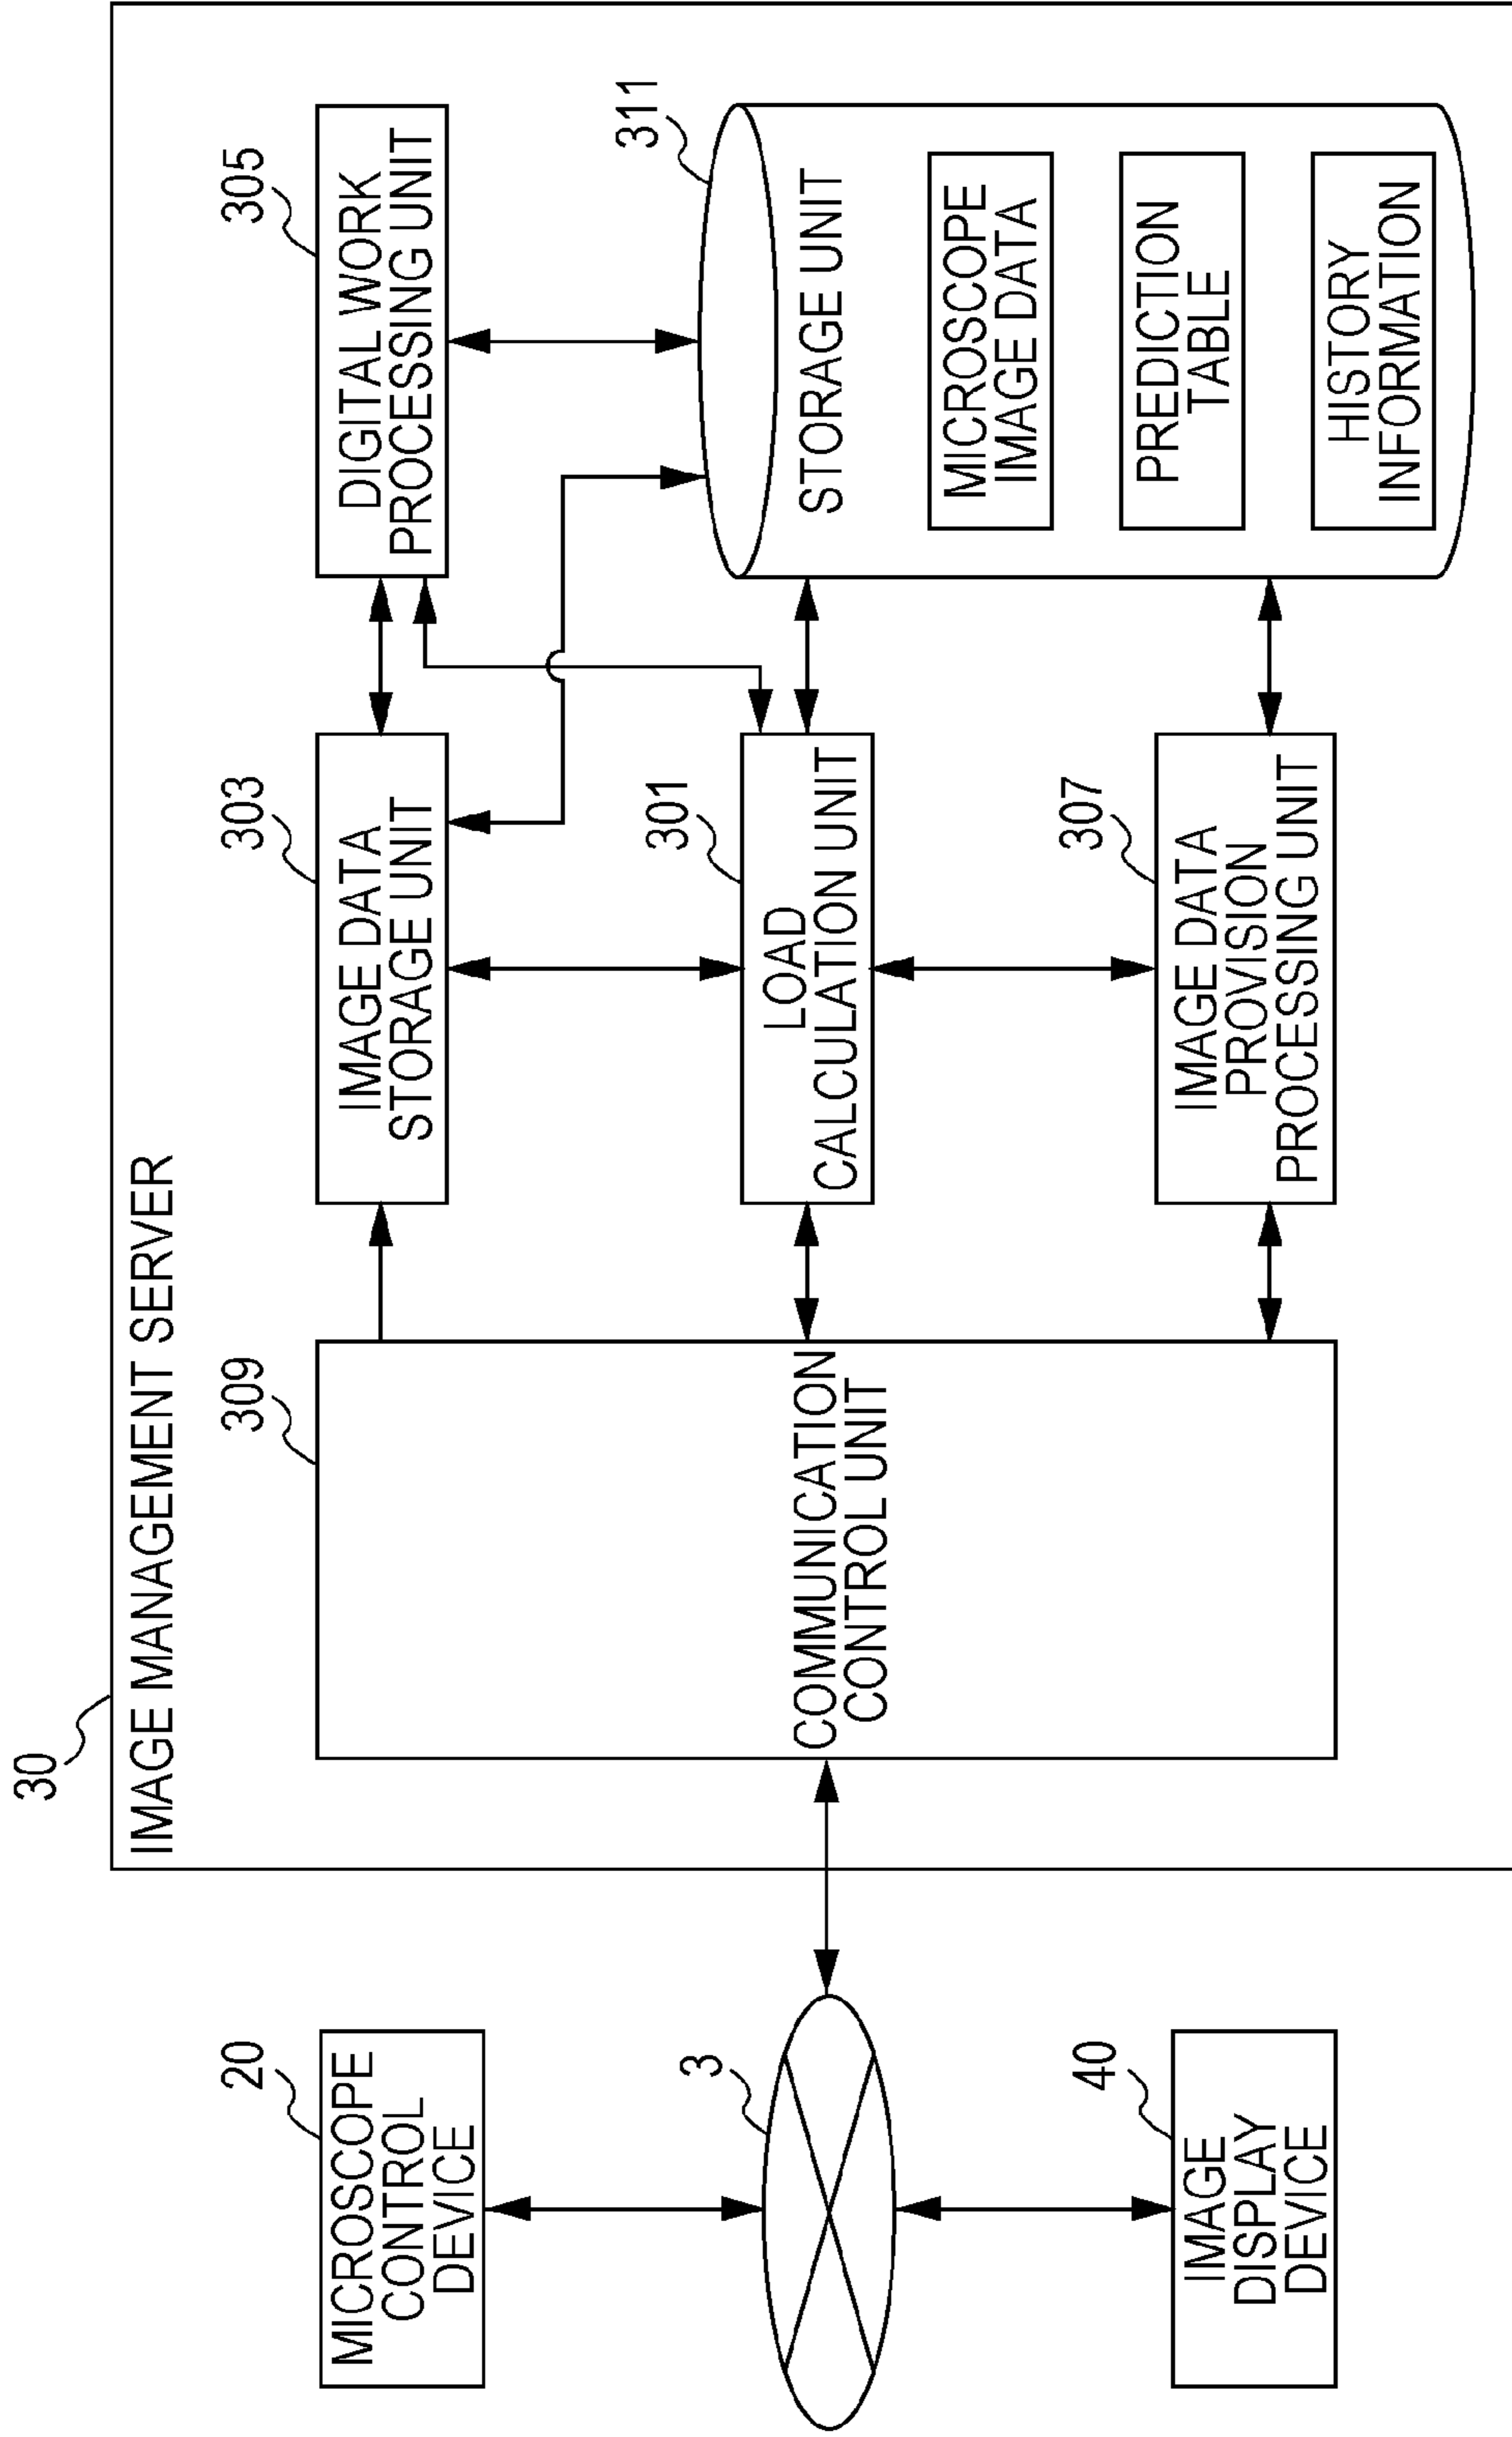 30
IMAGE MANAGEMENT SERVER
20
MICROSCOPE
CONTROL
DEVICE
3
40
IMAGE
DISPLAY
DEVICE
309
COMMUNICATION
CONTROL UNIT
303
IMAGE DATA
STORAGE UNIT
301
LOAD
CALCULATION UNIT
307
IMAGE DATA
PROVISION
PROCESSING UNIT
305
DIGITAL WORK
PROCESSING UNIT
311
STORAGE UNIT
MICROSCOPE
IMAGE DATA
PREDICTION
TABLE
HISTORY
INFORMATION